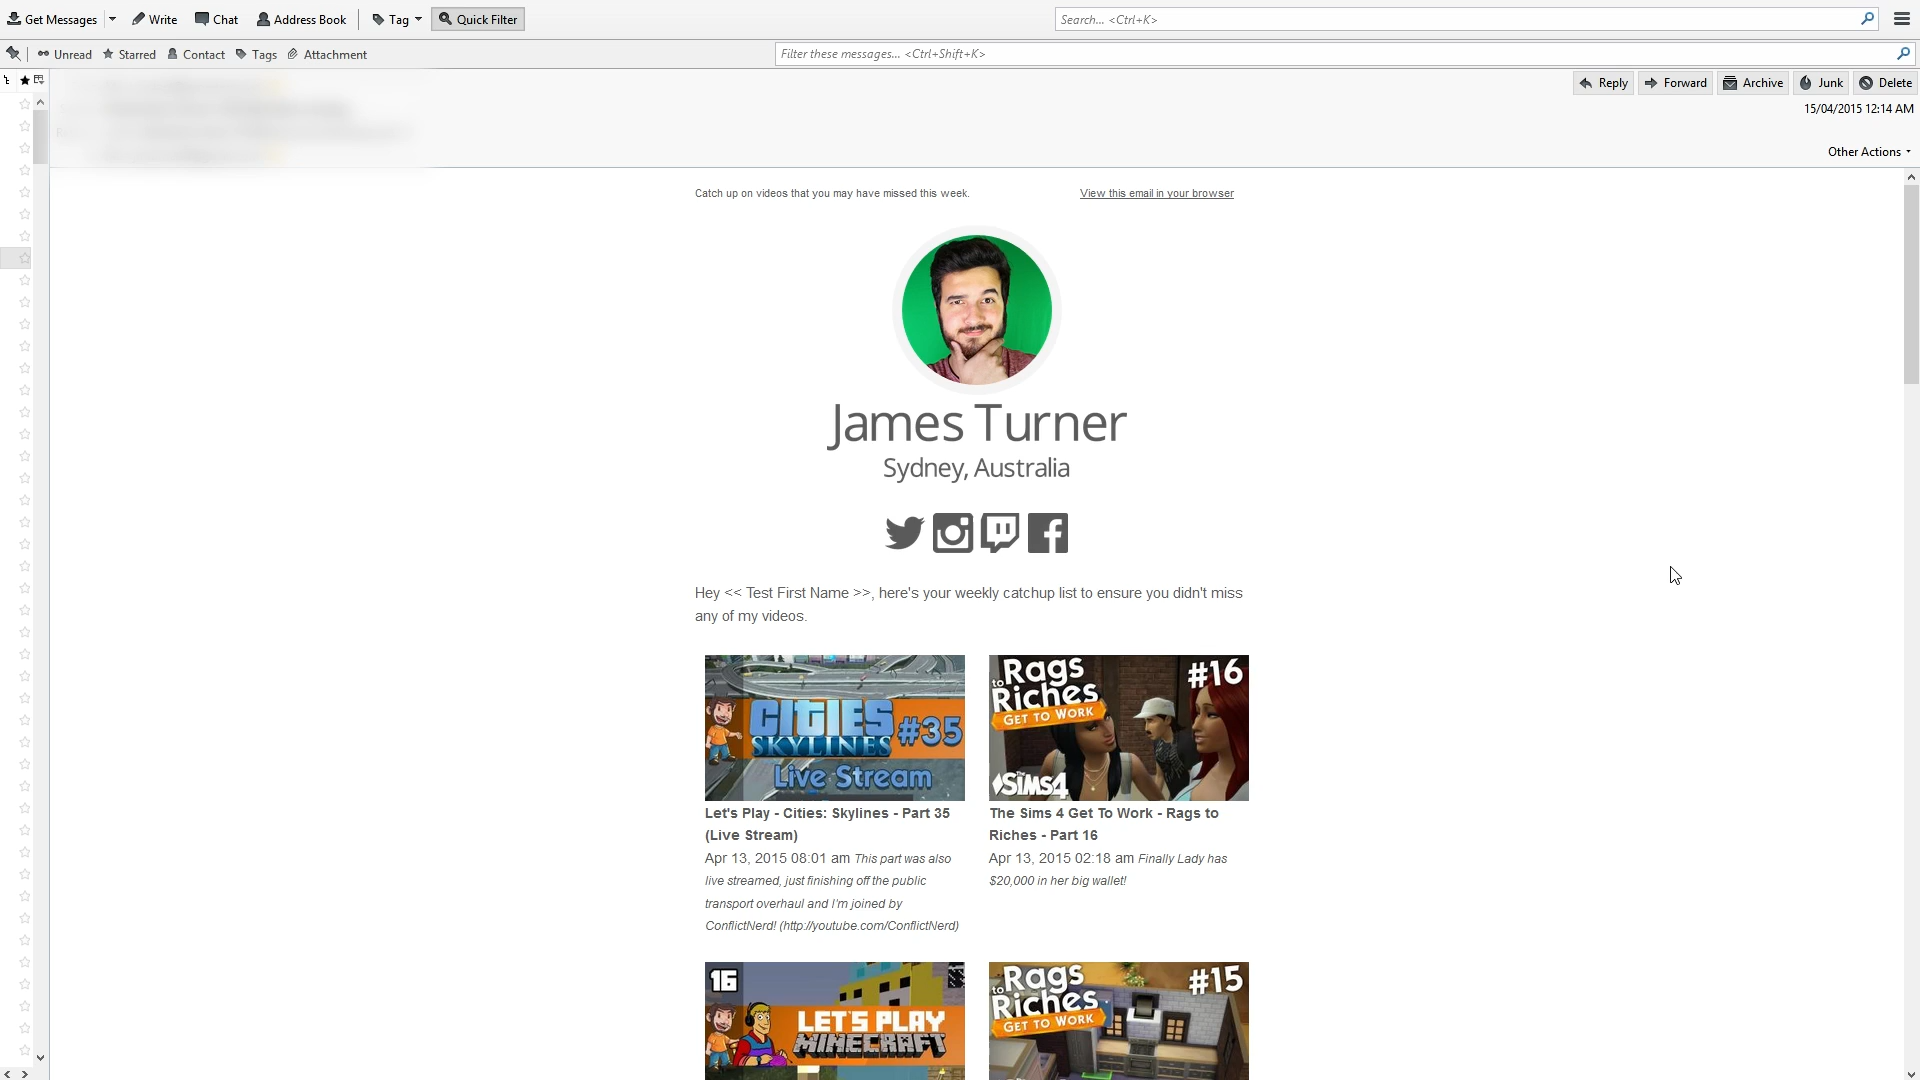 Get Messages Write Chat Address Book Tag Quick Filter Search... <Ctrl+K>
Unread Starred Contact Tags Attachment Filter these messages... <Ctrl+Shift+K>
Reply Forward Archive Junk Delete
15/04/2015 12:14 AM
Other Actions
Catch up on videos that you may have missed this week. View this email in your browser
James Turner
Sydney, Australia
Hey << Test First Name >>, here's your weekly catchup list to ensure you didn't miss
any of my videos.
CITIES
SKYLINES
#35
Live Stream
Let's Play - Cities: Skylines - Part 35
(Live Stream)
Apr 13, 2015 08:01 am This part was also
live streamed, just finishing off the public
transport overhaul and I'm joined by
ConflictNerd! (http://youtube.com/ConflictNerd)
Rags
to
Riches
GET TO WORK
#16
The SIMS4
The Sims 4 Get To Work - Rags to
Riches - Part 16
Apr 13, 2015 02:18 am Finally Lady has
$20,000 in her big wallet!
16
LET'S PLAY
MINECRAFT
Rags
to
Riches
GET TO WORK
#15